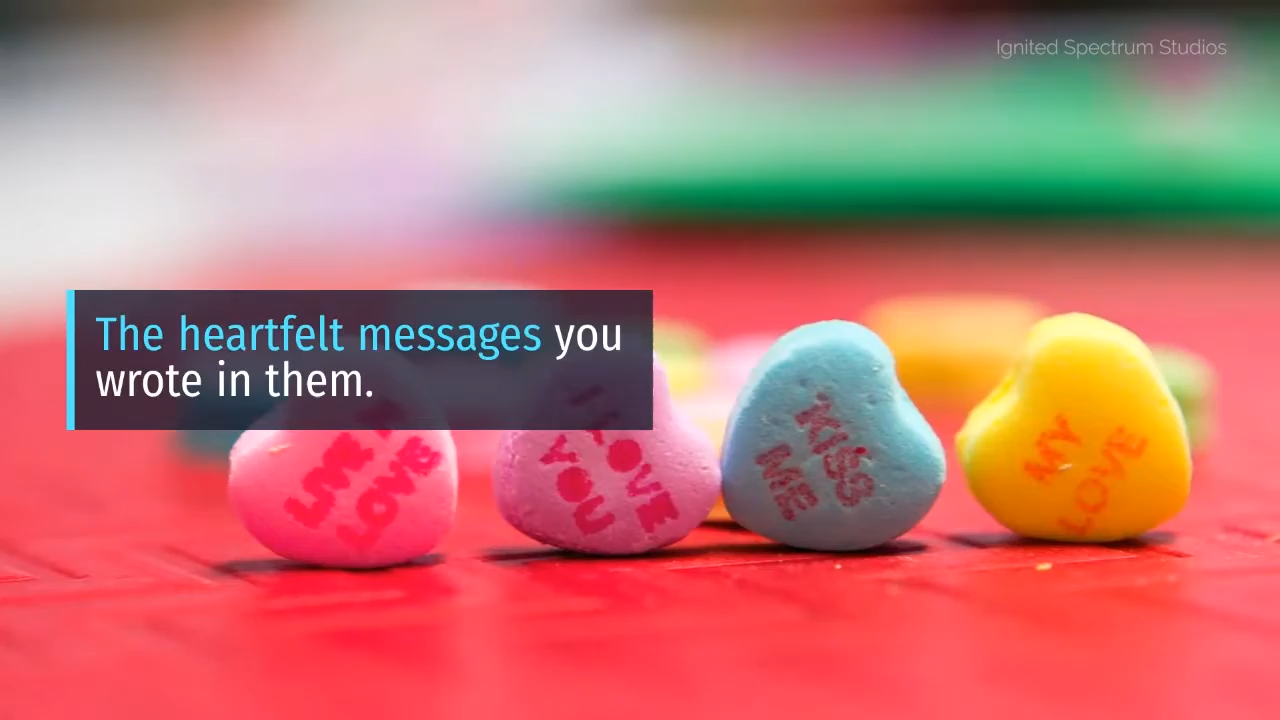 Ignited Spectrum Studios
The heartfelt messages you
wrote in them.
LOVE
I LOVE
YOU
KISS
ME
MY
LOVE